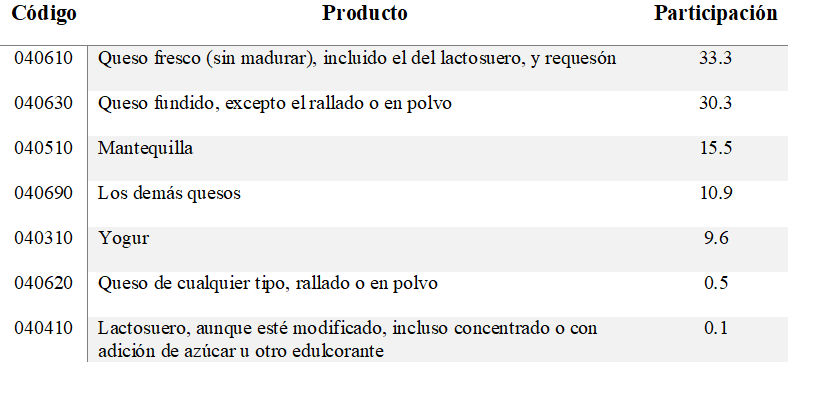 Código Producto Participación
040610 Queso fresco (sin madurar), incluido el del lactosuero, y requesón 33.3
040630 Queso fundido, excepto el rallado o en polvo 30.3
040510 Mantequilla 15.5
040690 Los demás quesos 10.9
040310 Yogur 9.6
040620 Queso de cualquier tipo, rallado o en polvo 0.5
040410 Lactosuero, aunque esté modificado, incluso concentrado o con 0.1
adición de azúcar u otro edulcorante